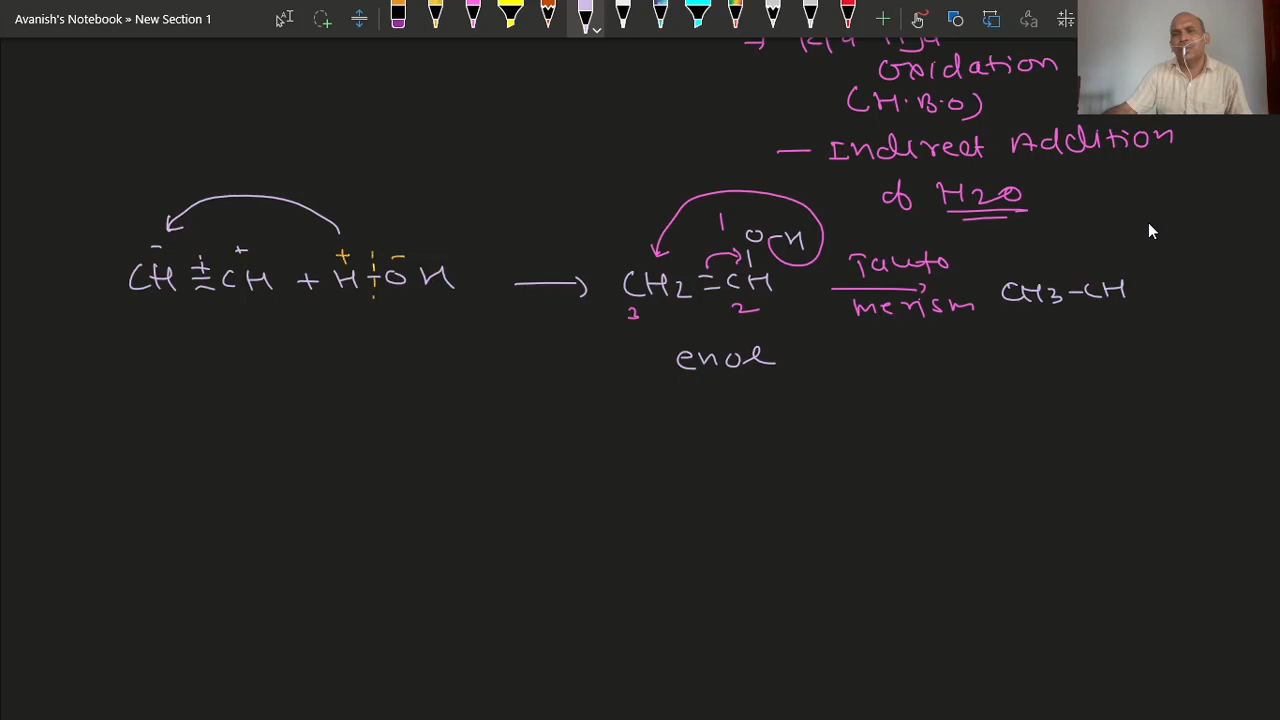 Avanish's Notebook » New Section 1
oxidation
(H.B.O)
— Indirect Addition
of H2O
CH≡CH + H OH ⟶ CH2=CH Tauto CH3-CH
- + + - 1 O-H
3 2 merism
enol